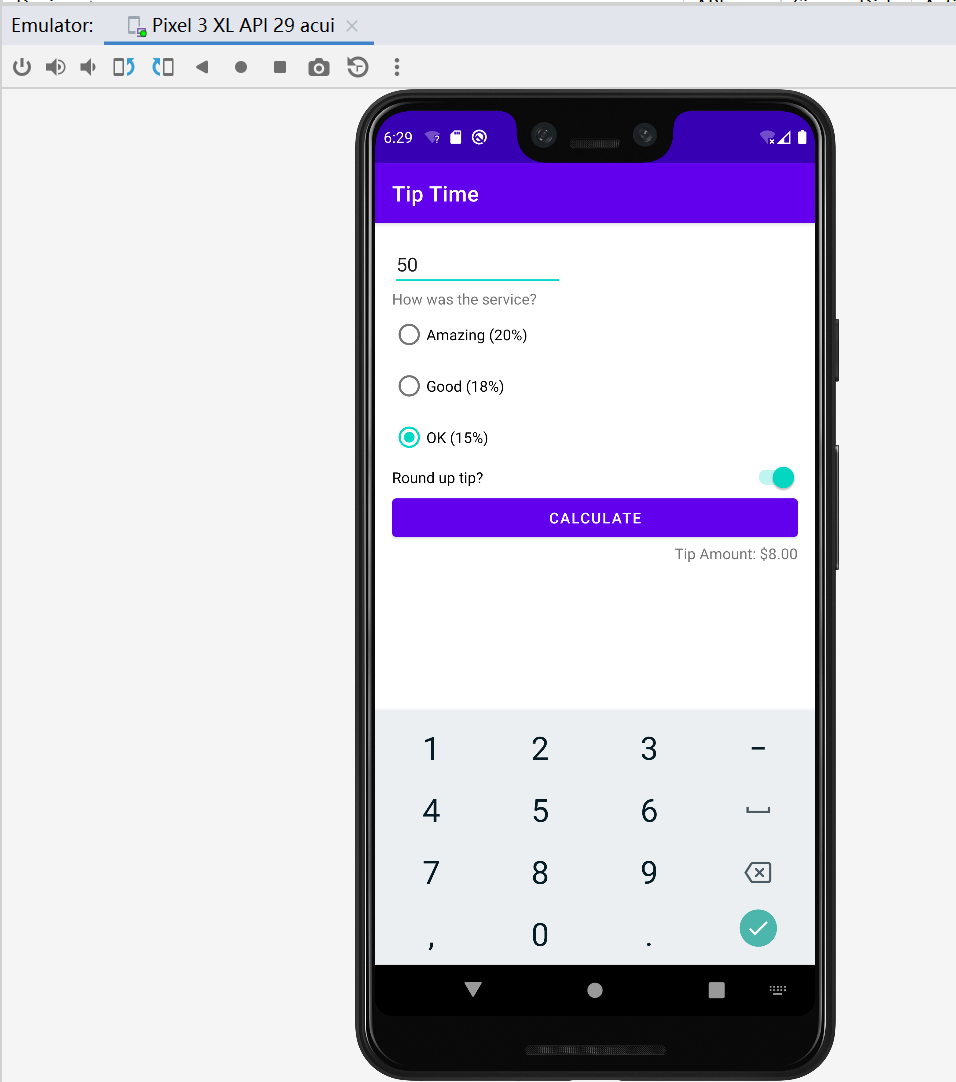 Emulator: Pixel 3 XL API 29 acui
6:29
Tip Time
50
How was the service?
Amazing (20%)
Good (18%)
OK (15%)
Round up tip?
CALCULATE
Tip Amount: $8.00
1 2 3 -
4 5 6
7 8 9
, 0 .